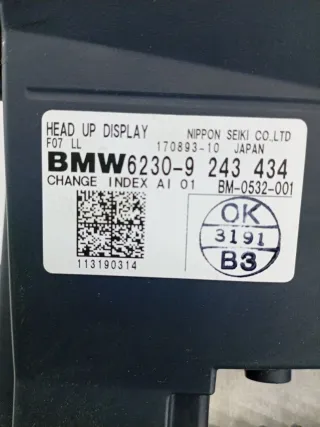 HEAD UP DISPLAY NIPPON SEIKI CO.,LTD
F07 LL 170893-10 JAPAN
BMW6230-9 243 434
CHANGE INDEX AI 01 BM-0532-001
OK
3191
B3
113190314